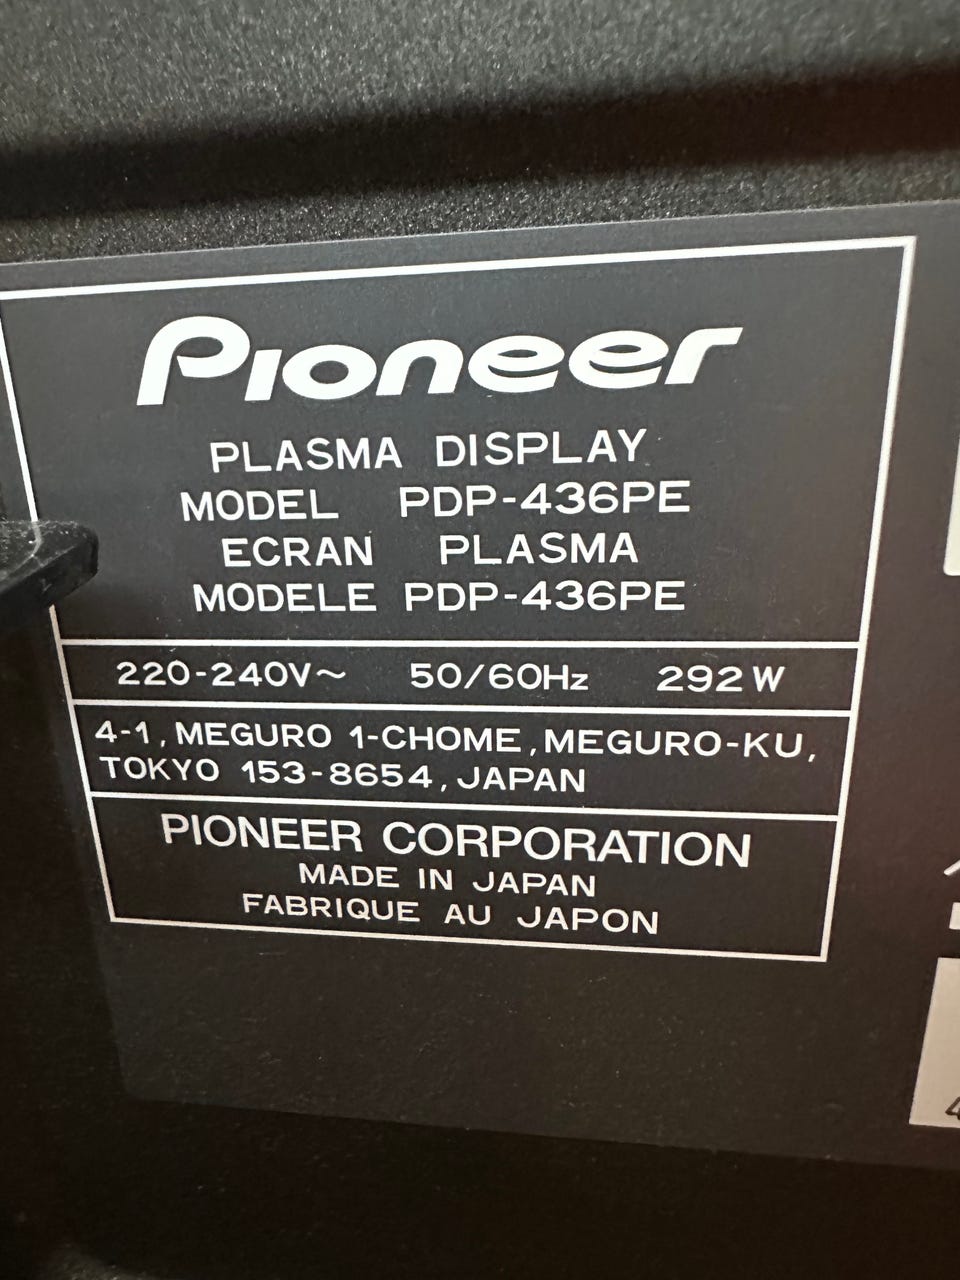 Pioneer
PLASMA DISPLAY
MODEL PDP-436PE
ECRAN PLASMA
MODELE PDP-436PE
220-240V~ 50/60Hz 292W
4-1, MEGURO 1-CHOME, MEGURO-KU,
TOKYO 153-8654, JAPAN
PIONEER CORPORATION
MADE IN JAPAN
FABRIQUE AU JAPON